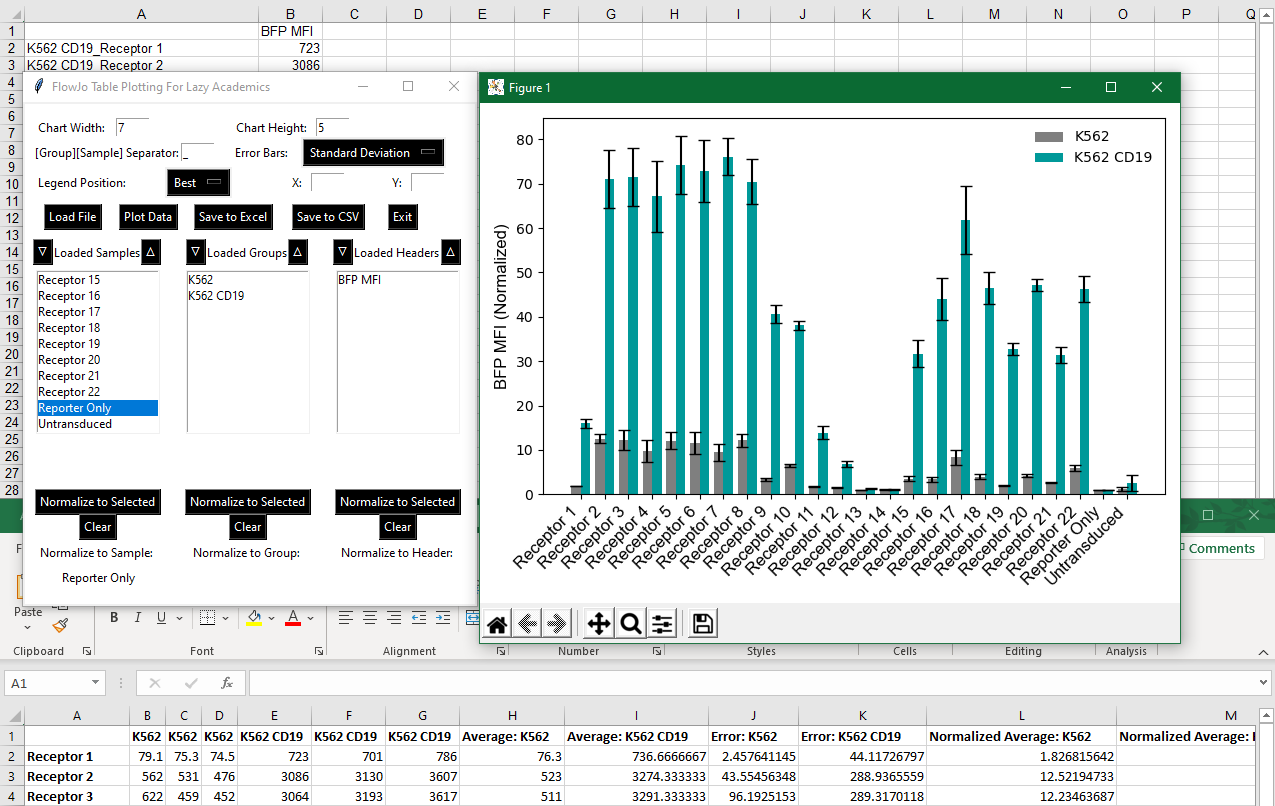 A B C D E F G H I J K L M N O P Q
1 BFP MFI
2 K562 CD19_Receptor 1 723
3 K562 CD19_Receptor 2 3086
4
5
6
7
8
9
10
11
12
13
14
15
16
17
18
19
20
21
22
23
24
25
26
27
28
FlowJo Table Plotting For Lazy Academics
Chart Width: 7 Chart Height: 5
[Group][Sample] Separator: _ Error Bars: Standard Deviation
Legend Position: Best X: Y:
Load File Plot Data Save to Excel Save to CSV Exit
▽ Loaded Samples △ ▽ Loaded Groups △ ▽ Loaded Headers △
Receptor 15 K562 BFP MFI
Receptor 16 K562 CD19
Receptor 17
Receptor 18
Receptor 19
Receptor 20
Receptor 21
Receptor 22
Reporter Only
Untransduced
Normalize to Selected Normalize to Selected Normalize to Selected
Clear Clear Clear
Normalize to Sample: Normalize to Group: Normalize to Header:
Reporter Only
Figure 1
K562
K562 CD19
BFP MFI (Normalized)
80
70
60
50
40
30
20
10
0
Receptor 1
Receptor 2
Receptor 3
Receptor 4
Receptor 5
Receptor 6
Receptor 7
Receptor 8
Receptor 9
Receptor 10
Receptor 11
Receptor 12
Receptor 13
Receptor 14
Receptor 15
Receptor 16
Receptor 17
Receptor 18
Receptor 19
Receptor 20
Receptor 21
Receptor 22
Reporter Only
Untransduced
Comments
Paste B I U A
Clipboard Font Alignment Number Styles Cells Editing Analysis
A1 fx
A B C D E F G H I J K L M
1 K562 K562 K562 K562 CD19 K562 CD19 K562 CD19 Average: K562 Average: K562 CD19 Error: K562 Error: K562 CD19 Normalized Average: K562 Normalized Average:
2 Receptor 1 79.1 75.3 74.5 723 701 786 76.3 736.6666667 2.457641145 44.11726797 1.826815642
3 Receptor 2 562 531 476 3086 3130 3607 523 3274.333333 43.55456348 288.9365559 12.52194733
4 Receptor 3 622 459 452 3064 3193 3617 511 3291.333333 96.1925153 289.3170118 12.23463687